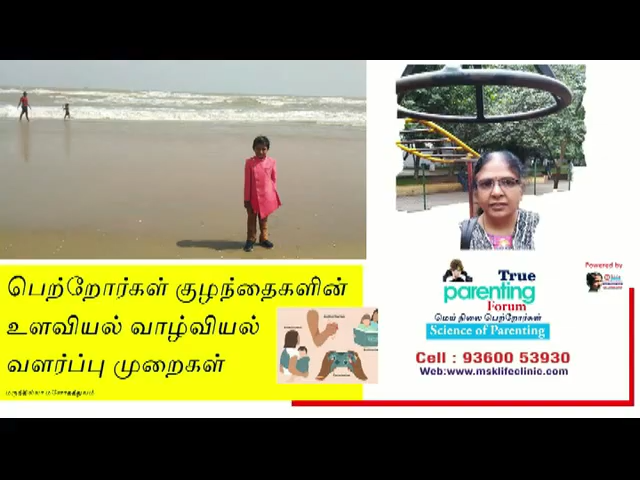 பெற்றோர்கள் குழந்தைகளின்
உளவியல் வாழ்வியல்
வளர்ப்பு முறைகள்
True
parenting
Forum
மெய் நிலை பெற்றோர்கள்
Science of Parenting
Powered by
Cell : 93600 53930
Web:www.msklifeclinic.com